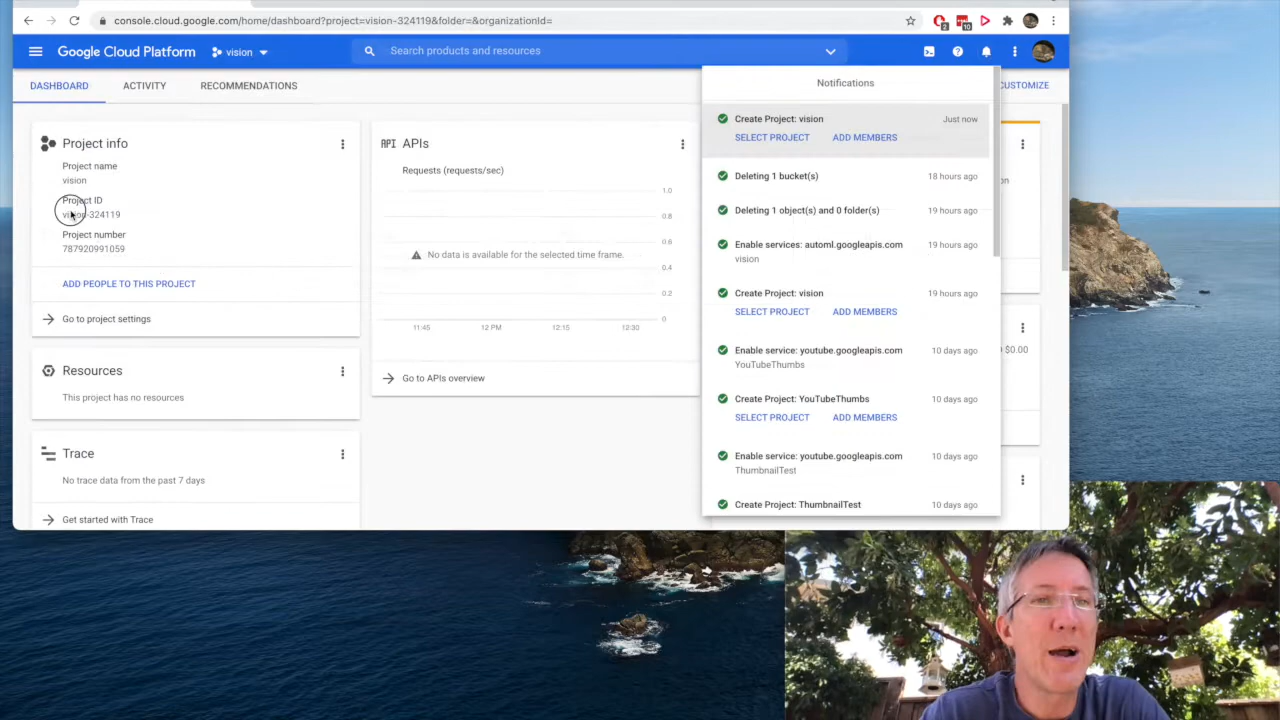 console.cloud.google.com/home/dashboard?project=vision-324119&folder=&organizationId=
2
10
Google Cloud Platform
vision
Search products and resources
DASHBOARD
ACTIVITY
RECOMMENDATIONS
CUSTOMIZE
Project info
Project name
vision
Project ID
vision-324119
Project number
787920991059
ADD PEOPLE TO THIS PROJECT
Go to project settings
Resources
This project has no resources
Trace
No trace data from the past 7 days
Get started with Trace
API APIs
Requests (requests/sec)
1.0
0.8
0.6
No data is available for the selected time frame.
0.4
0.2
0
11:45 12 PM 12:15 12:30
Go to APIs overview
Notifications
Create Project: vision Just now
SELECT PROJECT ADD MEMBERS
Deleting 1 bucket(s) 18 hours ago
Deleting 1 object(s) and 0 folder(s) 19 hours ago
Enable services: automl.googleapis.com 19 hours ago
vision
Create Project: vision 19 hours ago
SELECT PROJECT ADD MEMBERS
Enable service: youtube.googleapis.com 10 days ago
YouTubeThumbs
Create Project: YouTubeThumbs 10 days ago
SELECT PROJECT ADD MEMBERS
Enable service: youtube.googleapis.com 10 days ago
ThumbnailTest
Create Project: ThumbnailTest 10 days ago
$0.00